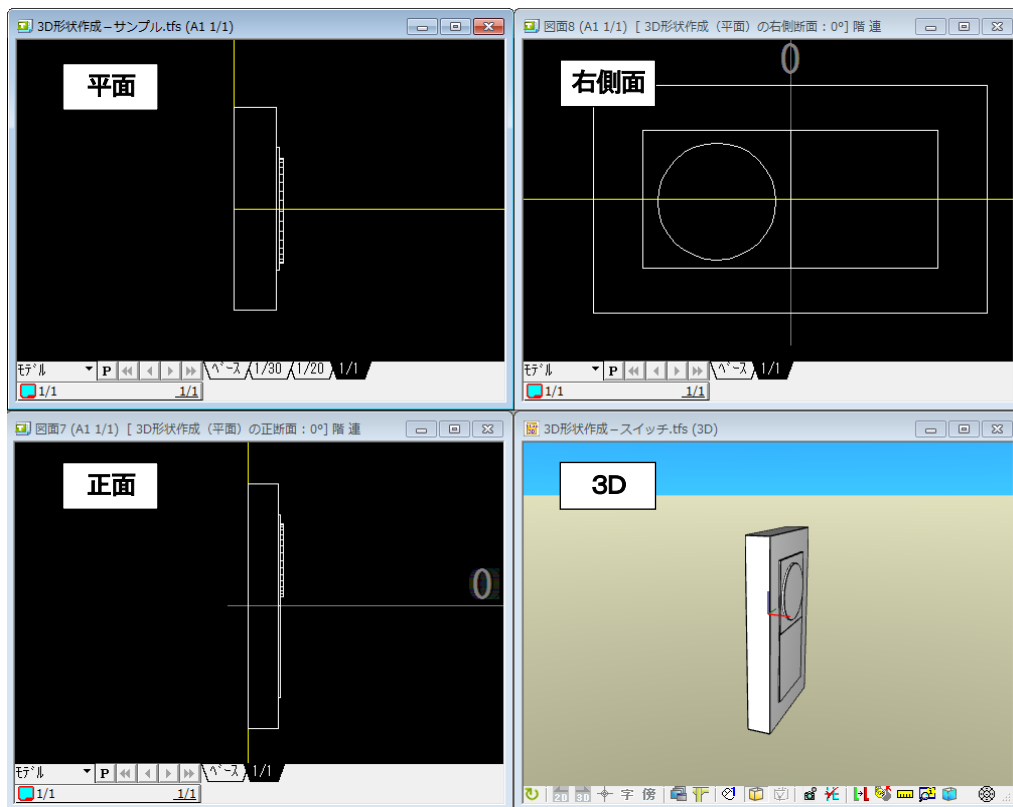 3D形状作成－サンプル.tfs (A1 1/1)
平面
モデル P ベース 1/30 1/20 1/1
1/1 1/1
図面8 (A1 1/1) [ 3D形状作成（平面）の右側断面：0°] 階 連
右側面
0
モデル P ベース 1/1
1/1 1/1
図面7 (A1 1/1) [ 3D形状作成（平面）の正断面：0°] 階 連
正面
0
モデル P ベース 1/1
1/1 1/1
3D形状作成－スイッチ.tfs (3D)
3D
2D 3D 字 傍